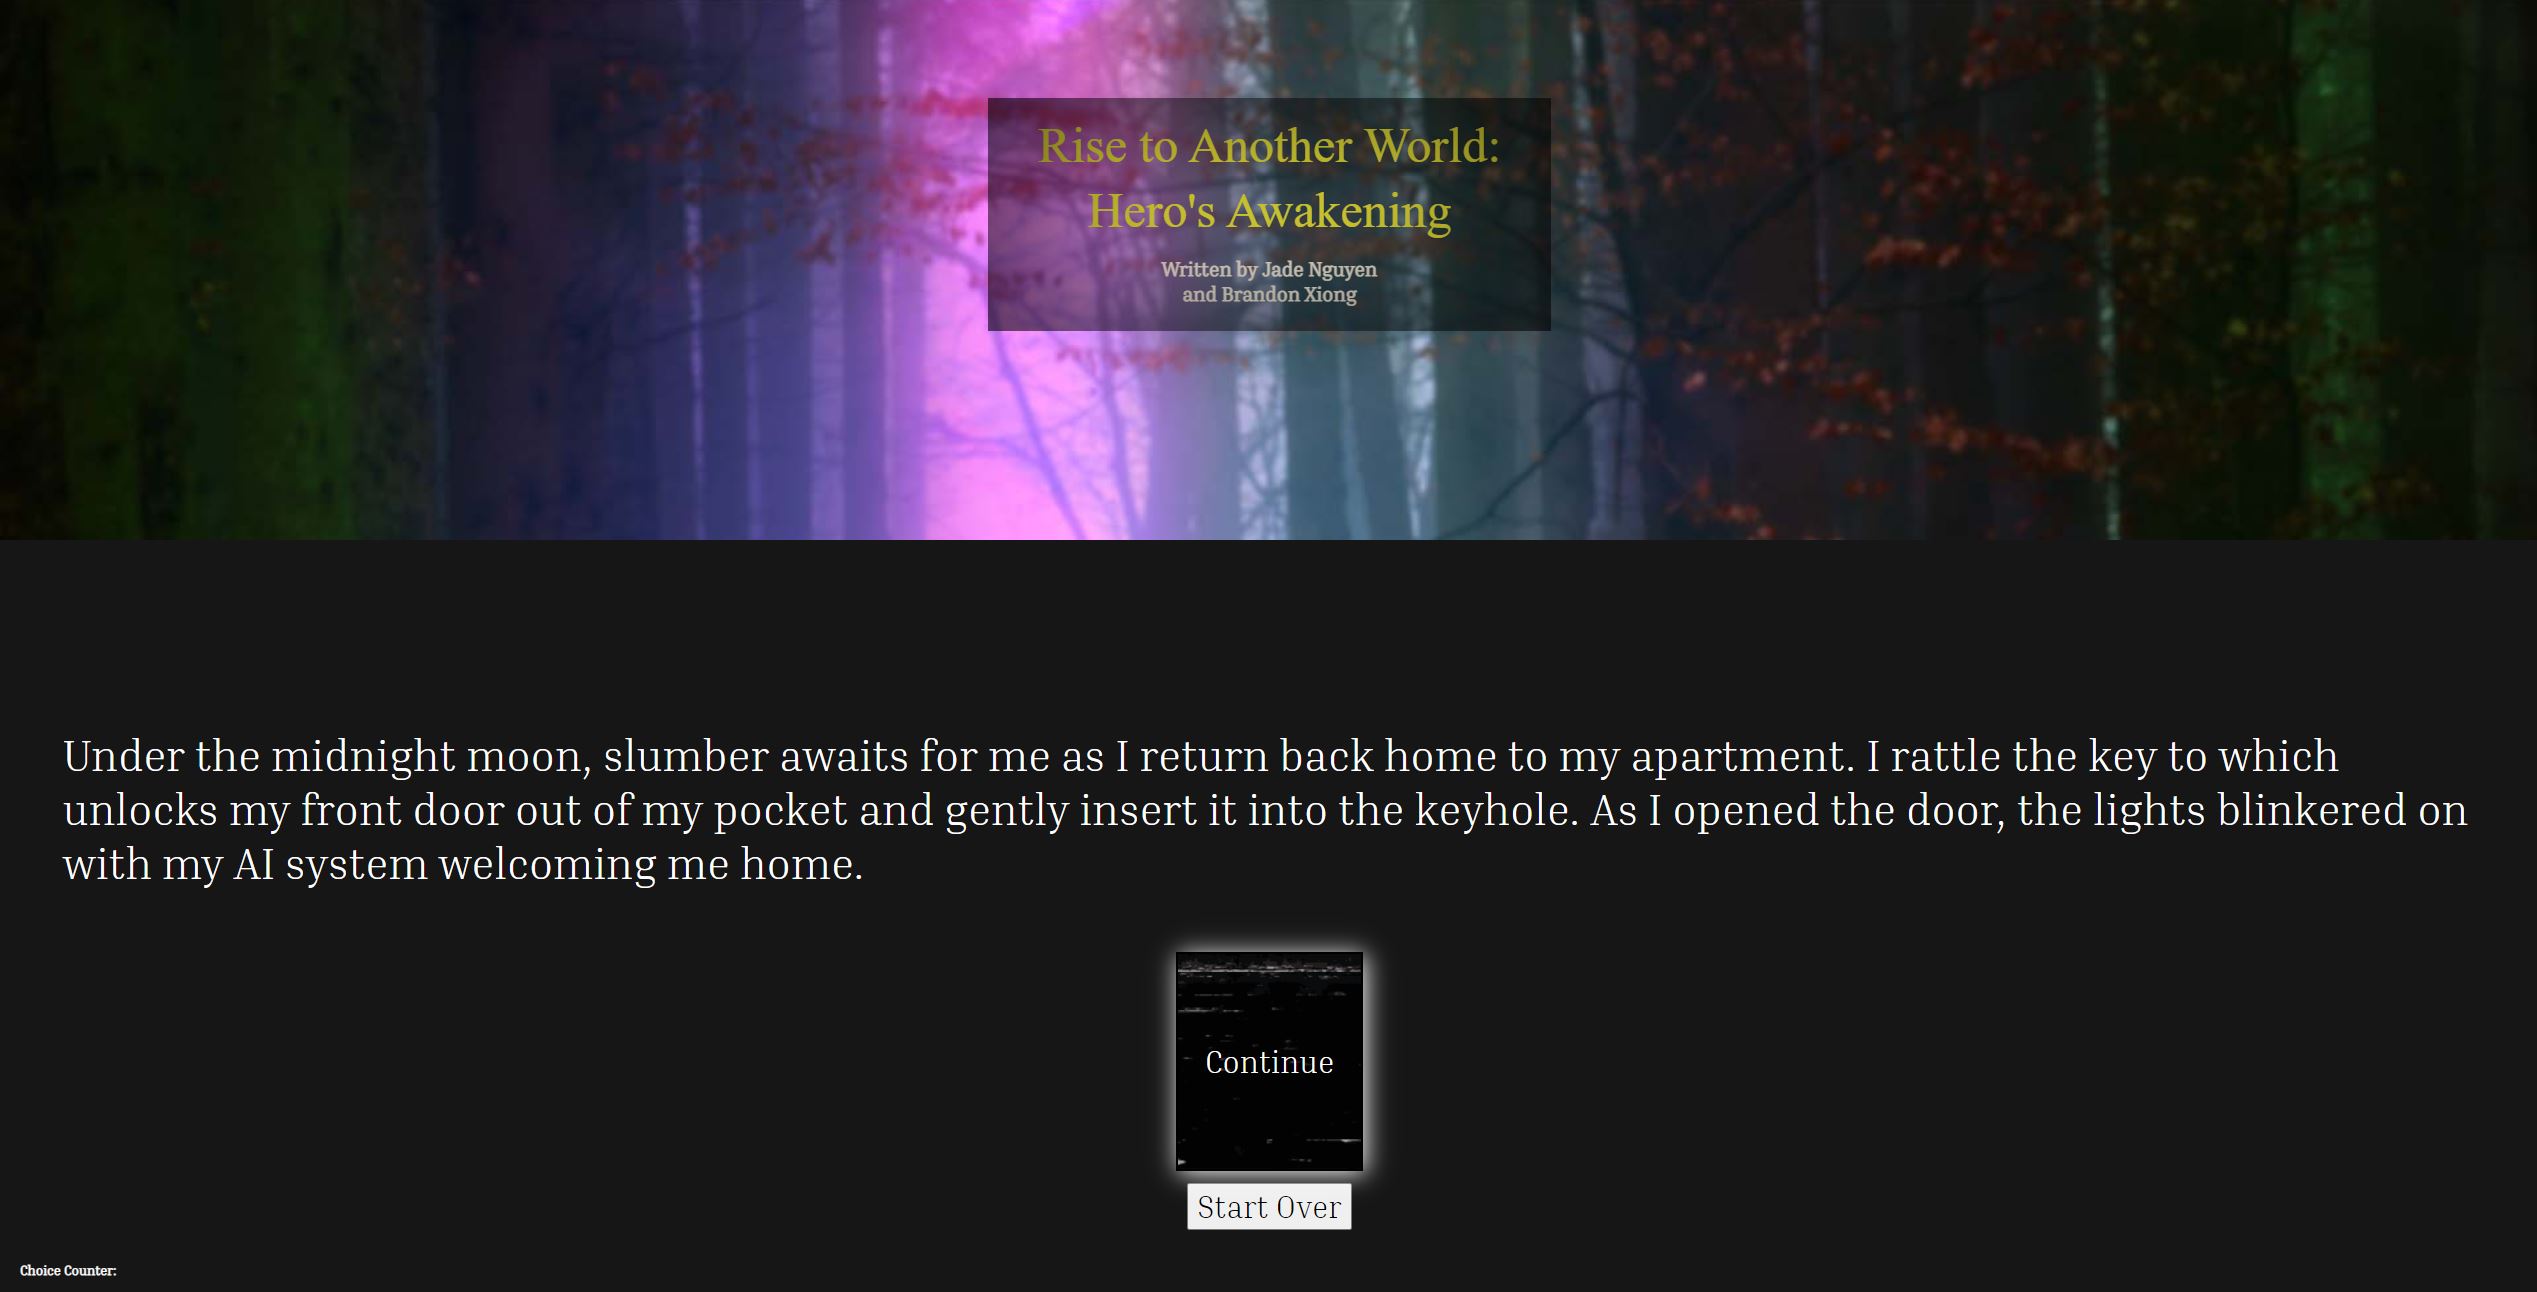 Rise to Another World:
Hero's Awakening
Written by Jade Nguyen
and Brandon Xiong
Under the midnight moon, slumber awaits for me as I return back home to my apartment. I rattle the key to which
unlocks my front door out of my pocket and gently insert it into the keyhole. As I opened the door, the lights blinkered on
with my AI system welcoming me home.
Continue
Start Over
Choice Counter: